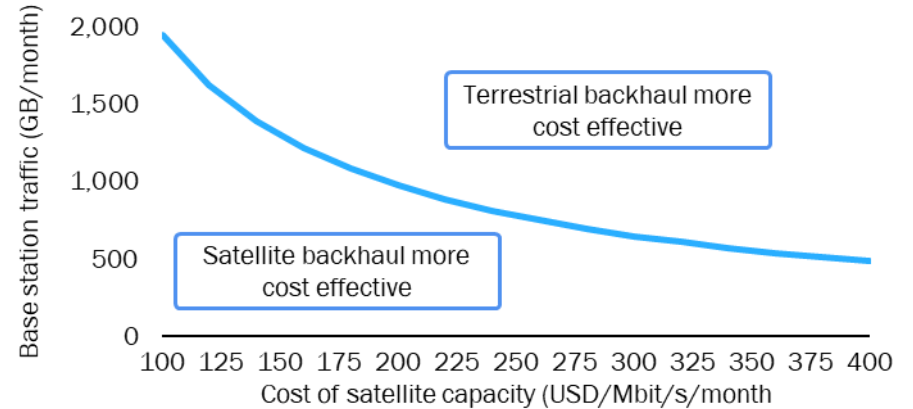 Base station traffic (GB/month)
2,000
1,500
1,000
500
0
Terrestrial backhaul more
cost effective
Satellite backhaul more
cost effective
100 125 150 175 200 225 250 275 300 325 350 375 400
Cost of satellite capacity (USD/Mbit/s/month